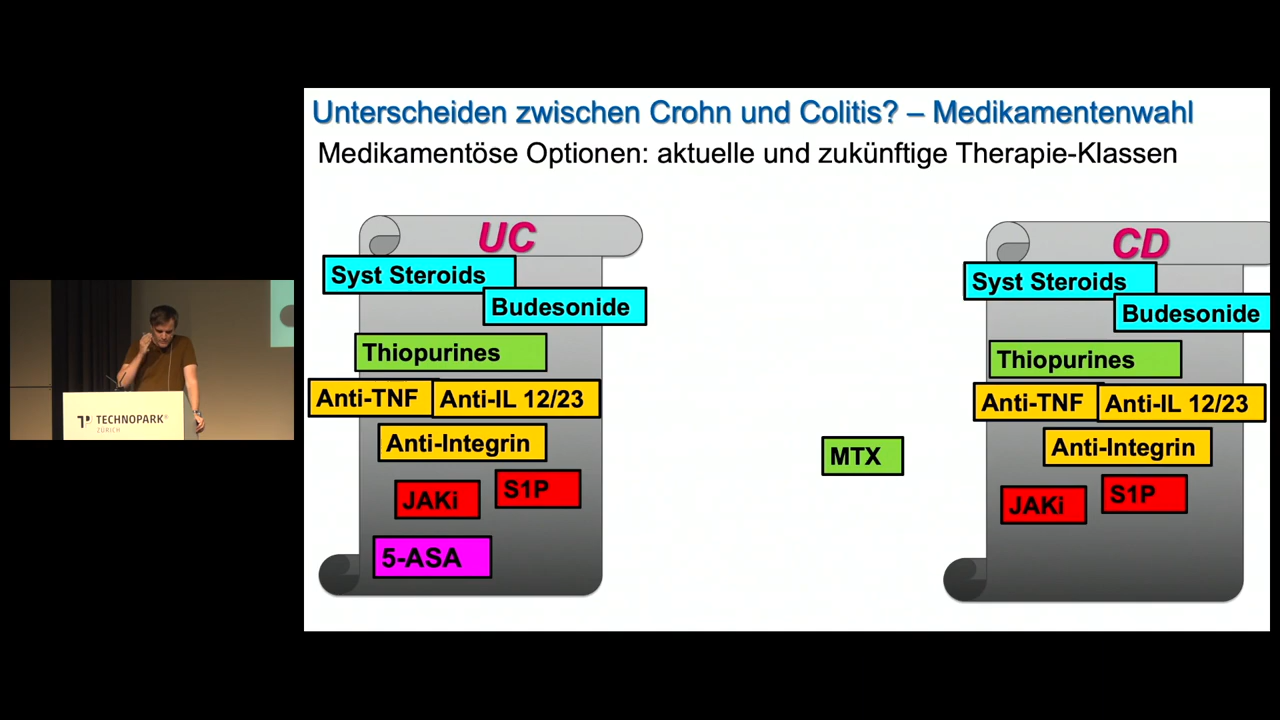 Unterscheiden zwischen Crohn und Colitis? – Medikamentenwahl
Medikamentöse Optionen: aktuelle und zukünftige Therapie-Klassen
UC
Syst Steroids
Budesonide
Thiopurines
Anti-TNF
Anti-IL 12/23
Anti-Integrin
JAKi
S1P
5-ASA
MTX
CD
Syst Steroids
Budesonide
Thiopurines
Anti-TNF
Anti-IL 12/23
Anti-Integrin
JAKi
S1P
TECHNOPARK®
ZÜRICH